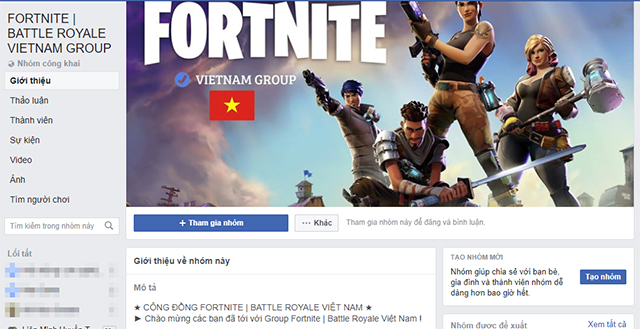 FORTNITE |
BATTLE ROYALE
VIETNAM GROUP
Nhóm công khai
Giới thiệu
Thảo luận
Thành viên
Sự kiện
Video
Ảnh
Tìm người chơi
Tìm kiếm trong nhóm này
Lối tắt
FORTNITE
VIETNAM GROUP
+ Tham gia nhóm
••• Khác
Tham gia nhóm này để đăng và bình luận.
Giới thiệu về nhóm này
Mô tả
★ CỘNG ĐỒNG FORTNITE | BATTLE ROYALE VIỆT NAM ★
► Chào mừng các bạn đã tới với Group Fortnite | Battle Royale Việt Nam
TẠO NHÓM MỚI
Nhóm giúp chia sẻ với bạn bè,
gia đình và thành viên nhóm dễ
dàng hơn bao giờ hết.
Tạo nhóm
Nhóm được đề xuất
Xem tất cả